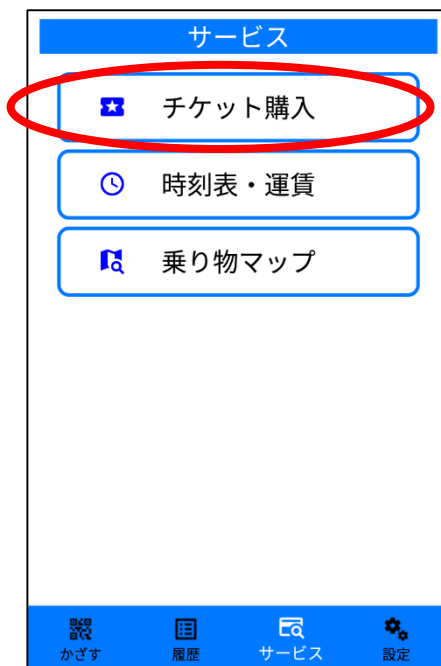 サービス
チケット購入
時刻表・運賃
乗り物マップ
かざす
履歴
サービス
設定